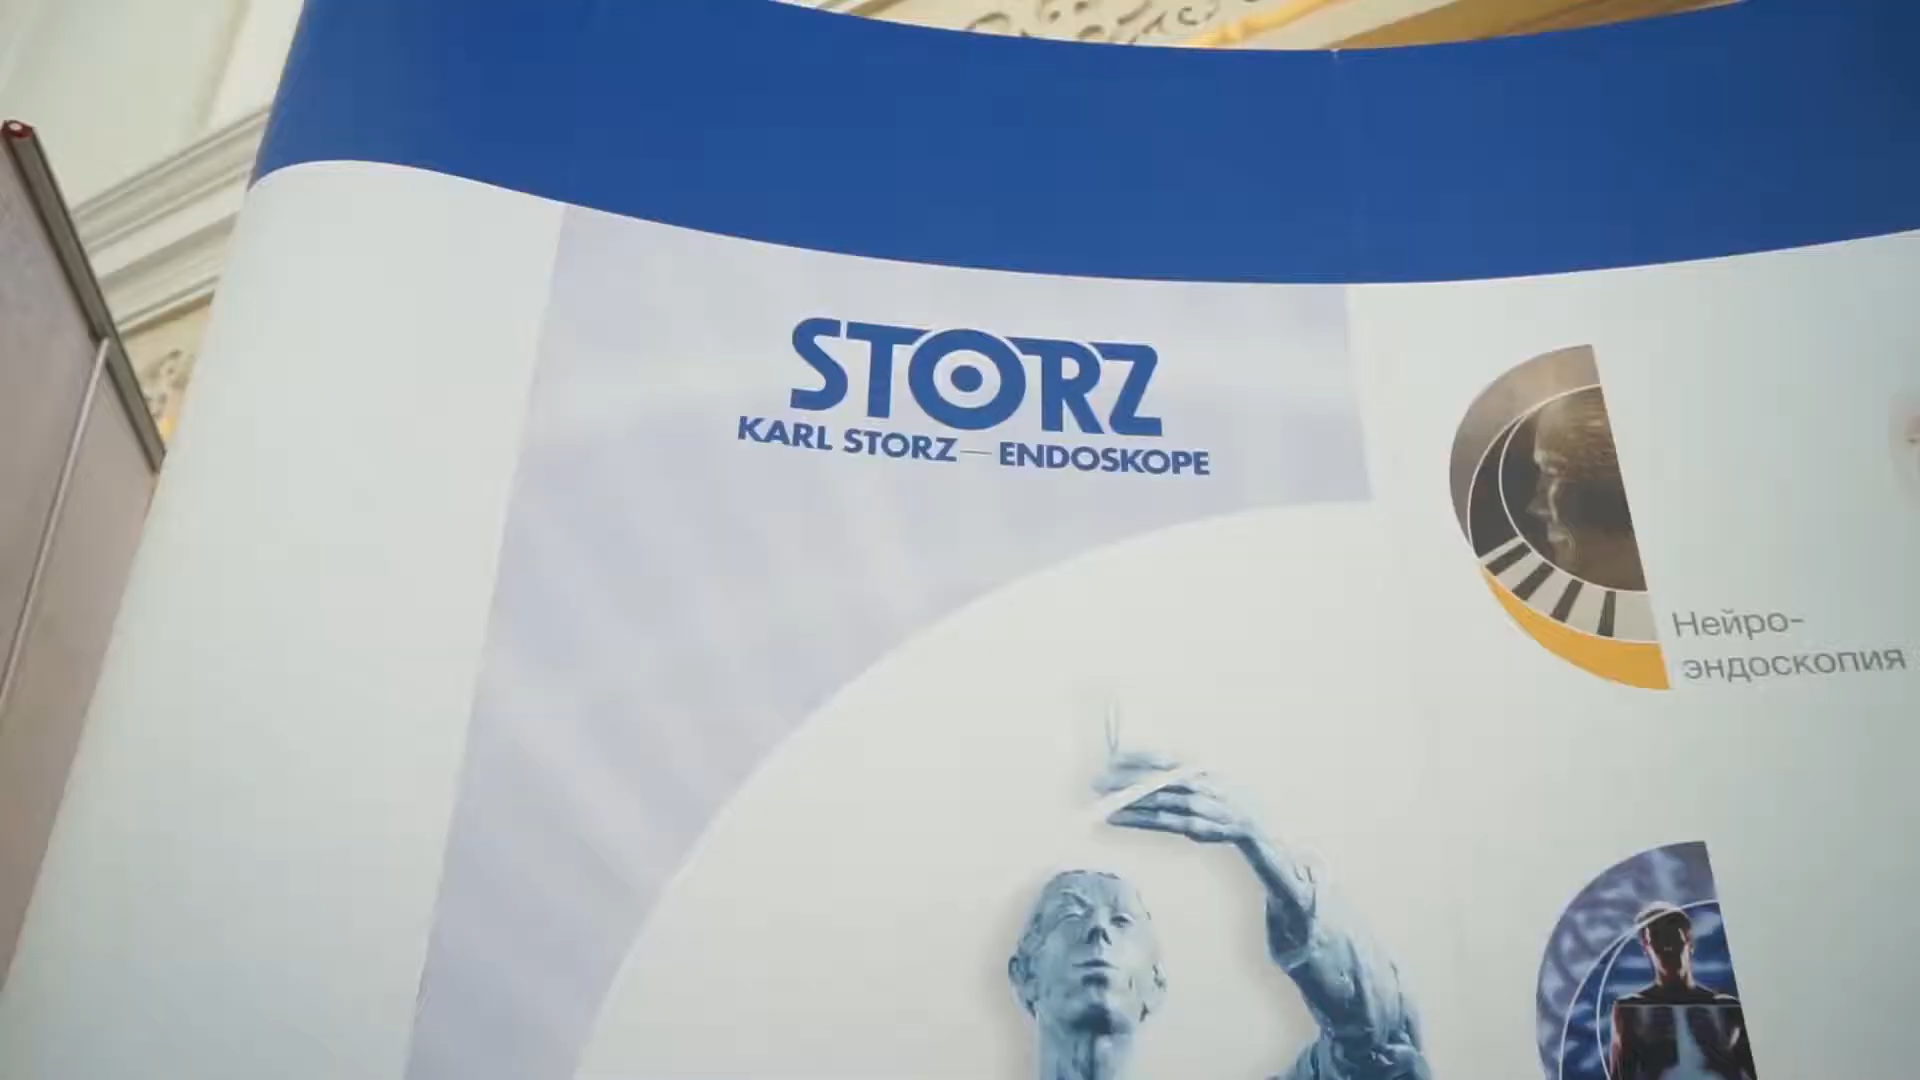 STORZ
KARL STORZ — ENDOSKOPE
Нейро-
эндоскопия